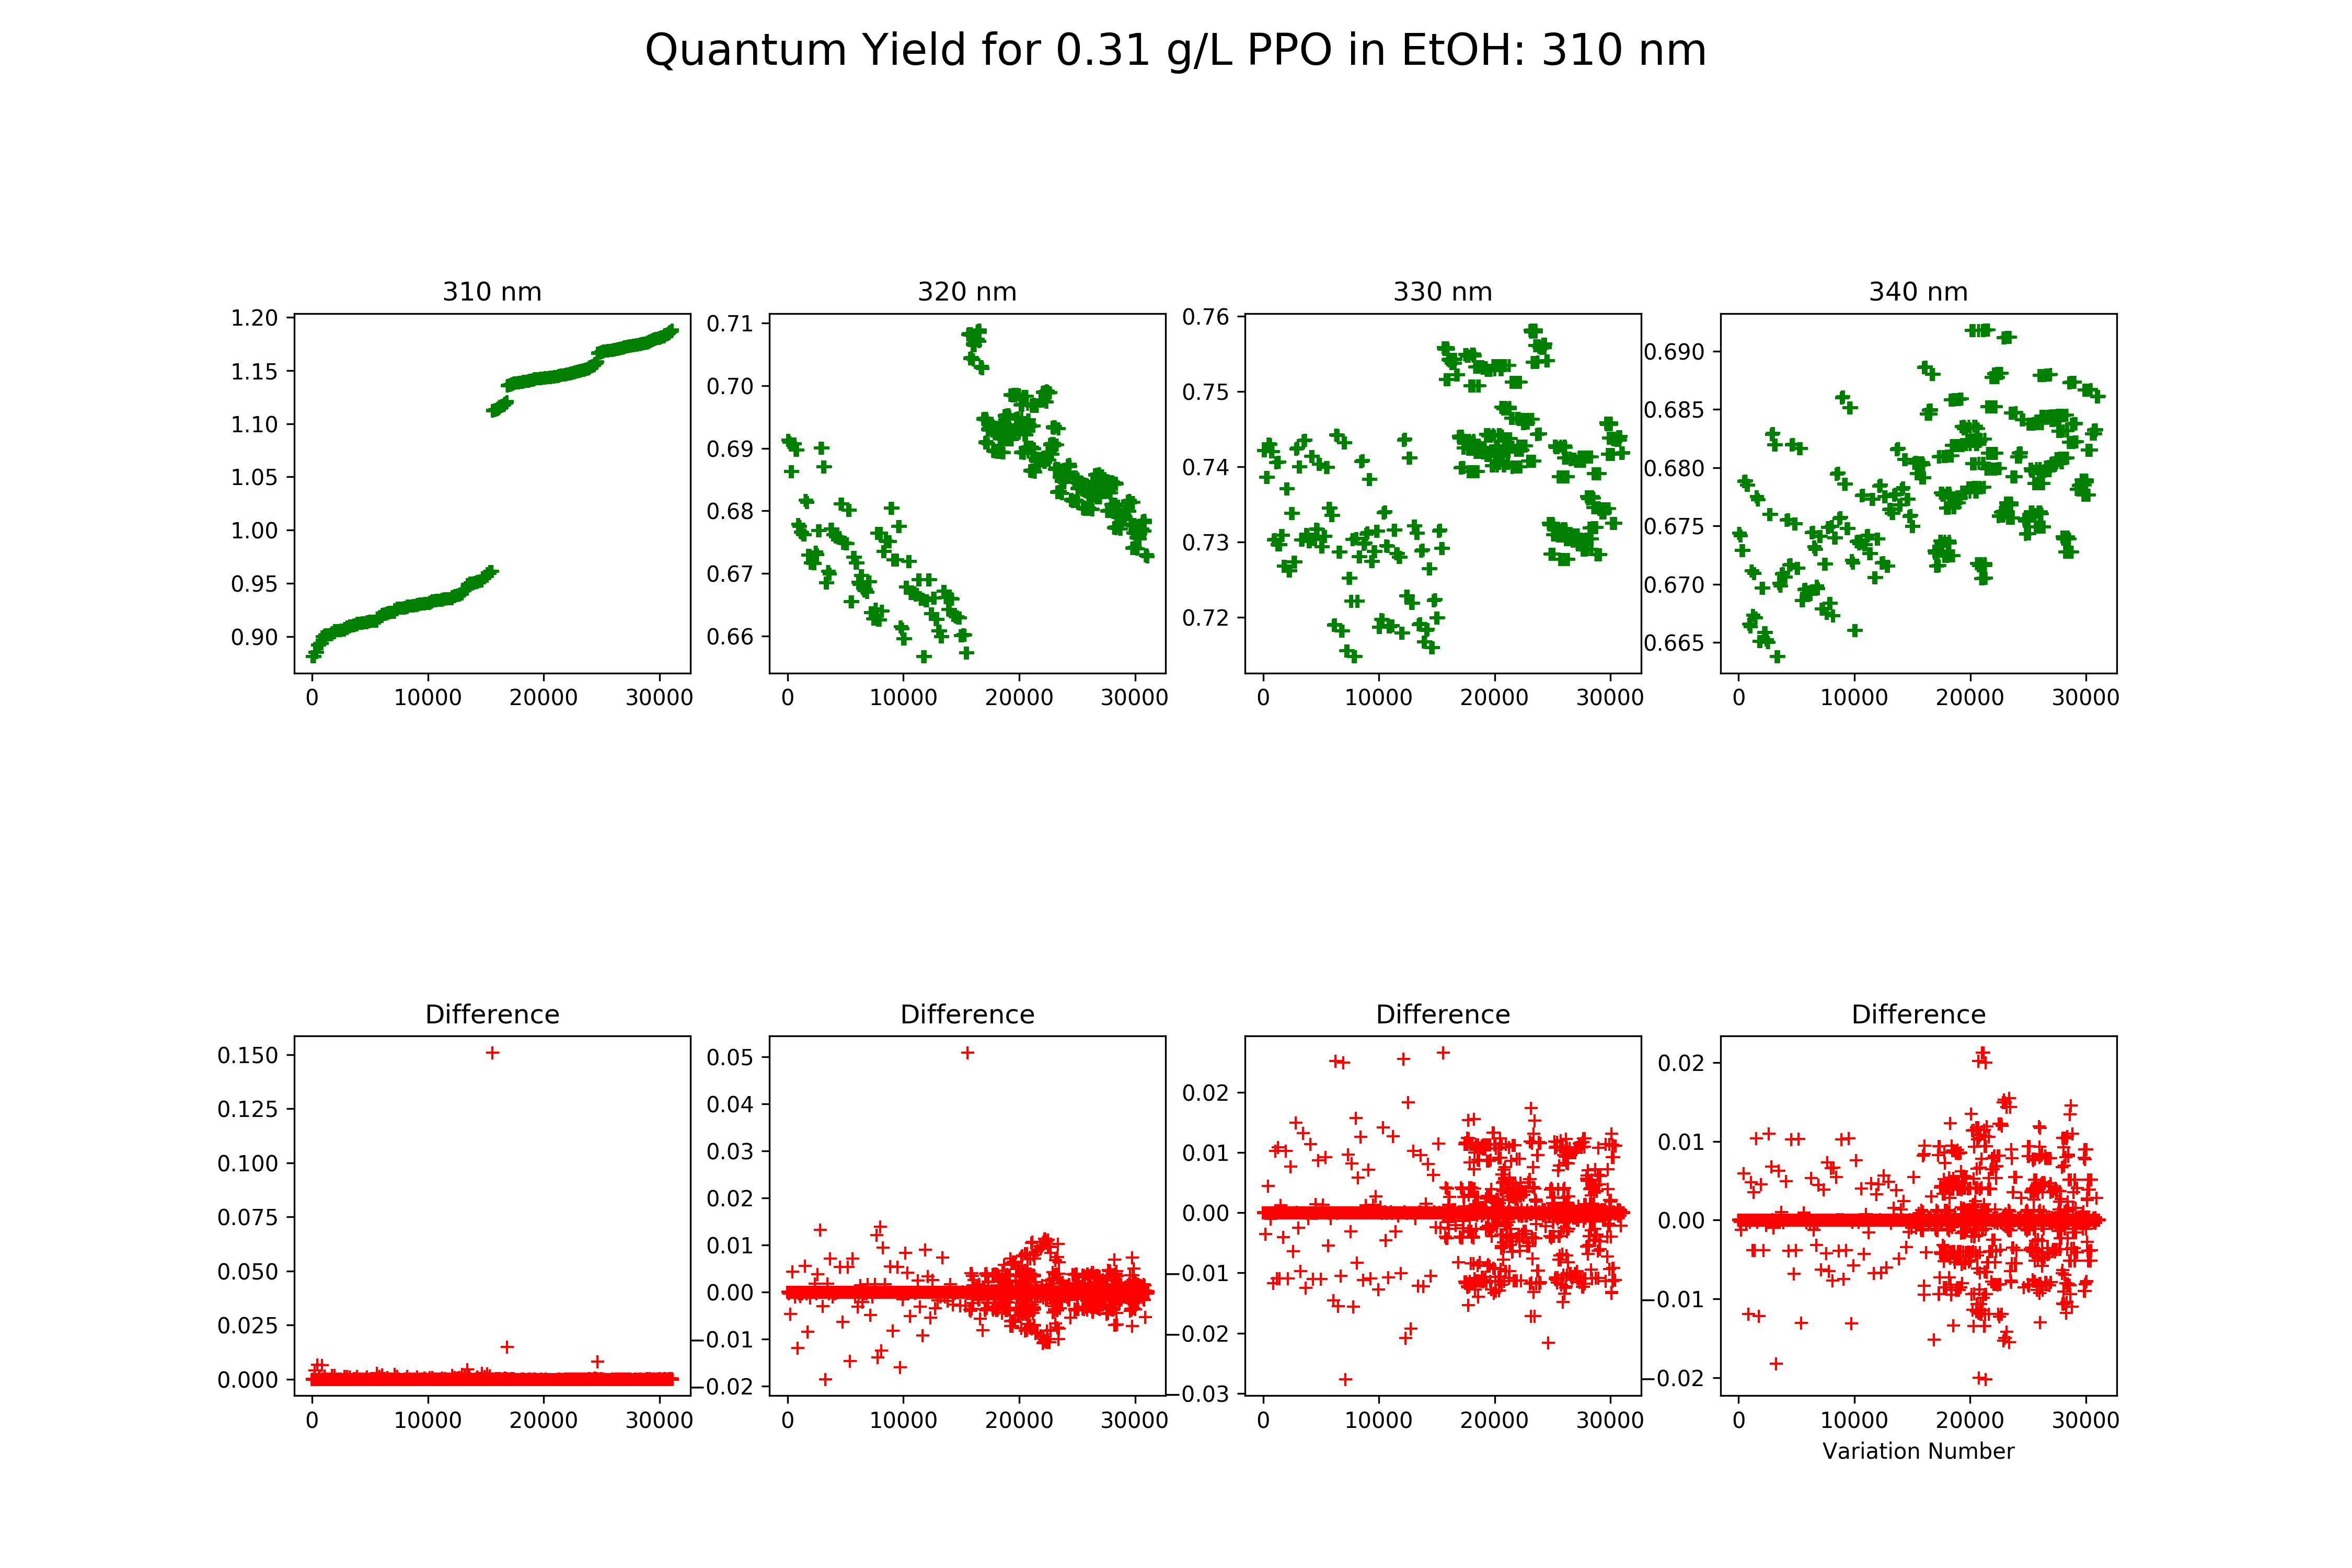 Quantum Yield for 0.31 g/L PPO in EtOH: 310 nm
310 nm
1.20
1.15
1.10
1.05
1.00
0.95
0.90
0 10000 20000 30000
320 nm
0.71
0.70
0.69
0.68
0.67
0.66
0 10000 20000 30000
330 nm
0.76
0.75
0.74
0.73
0.72
0 10000 20000 30000
340 nm
0.690
0.685
0.680
0.675
0.670
0.665
0 10000 20000 30000
Difference
0.150
0.125
0.100
0.075
0.050
0.025
0.000
0 10000 20000 30000
Difference
0.05
0.04
0.03
0.02
0.01
0.00
−0.01
−0.02
0 10000 20000 30000
Difference
0.02
0.01
0.00
−0.01
−0.02
−0.03
0 10000 20000 30000
Difference
0.02
0.01
0.00
−0.01
−0.02
0 10000 20000 30000
Variation Number